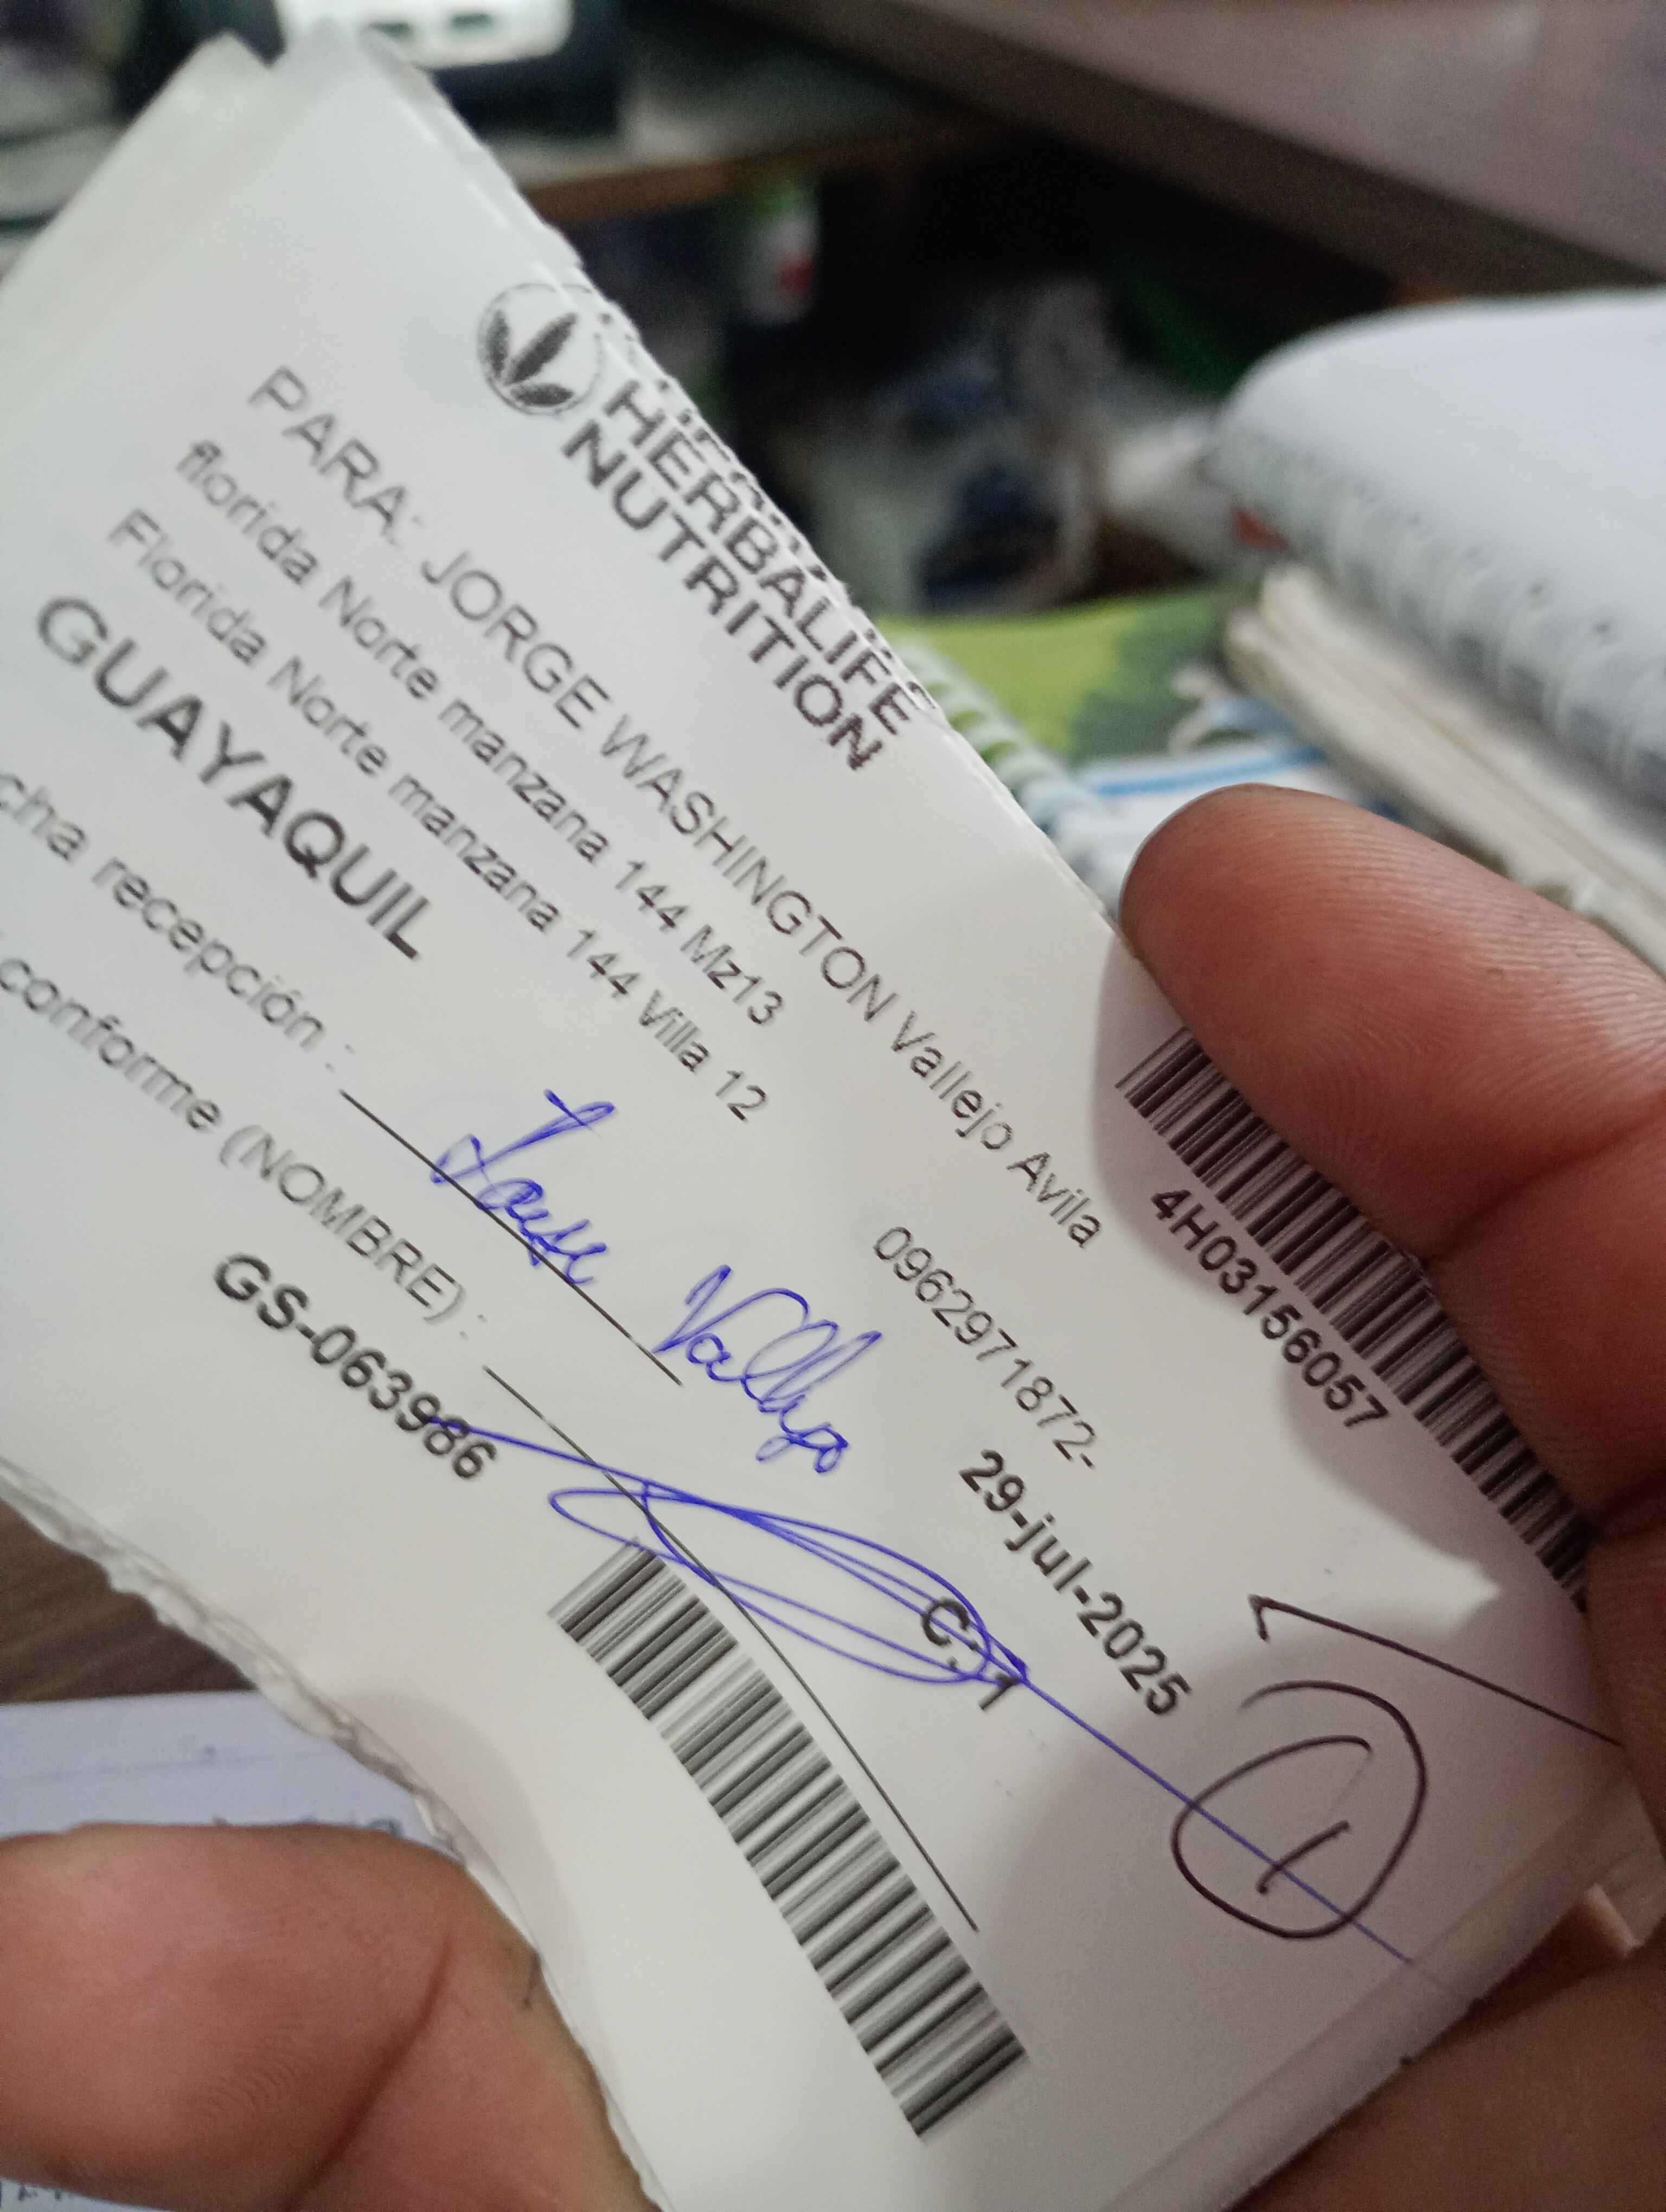 HERBALIFE
NUTRITION
4H03156057
PARA: JORGE WASHINGTON Vallejo Avila
florida Norte manzana 144 Mz13
Florida Norte manzana 144 Villa 12
0962971872-
GUAYAQUIL
29-jul-2025
cha recepción :
Vallejo
conforme (NOMBRE) :
GS-063986
1